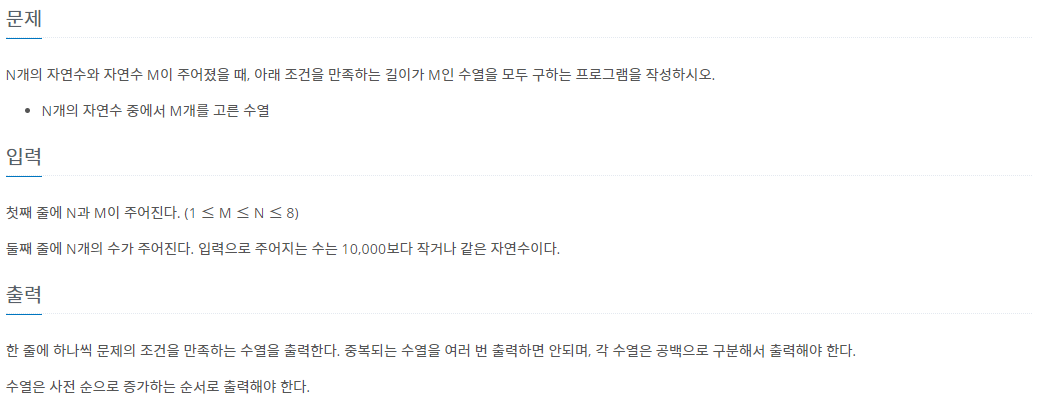 문제
N개의 자연수와 자연수 M이 주어졌을 때, 아래 조건을 만족하는 길이가 M인 수열을 모두 구하는 프로그램을 작성하시오.
• N개의 자연수 중에서 M개를 고른 수열
입력
첫째 줄에 N과 M이 주어진다. (1 ≤ M ≤ N ≤ 8)
둘째 줄에 N개의 수가 주어진다. 입력으로 주어지는 수는 10,000보다 작거나 같은 자연수이다.
출력
한 줄에 하나씩 문제의 조건을 만족하는 수열을 출력한다. 중복되는 수열을 여러 번 출력하면 안되며, 각 수열은 공백으로 구분해서 출력해야 한다.
수열은 사전 순으로 증가하는 순서로 출력해야 한다.